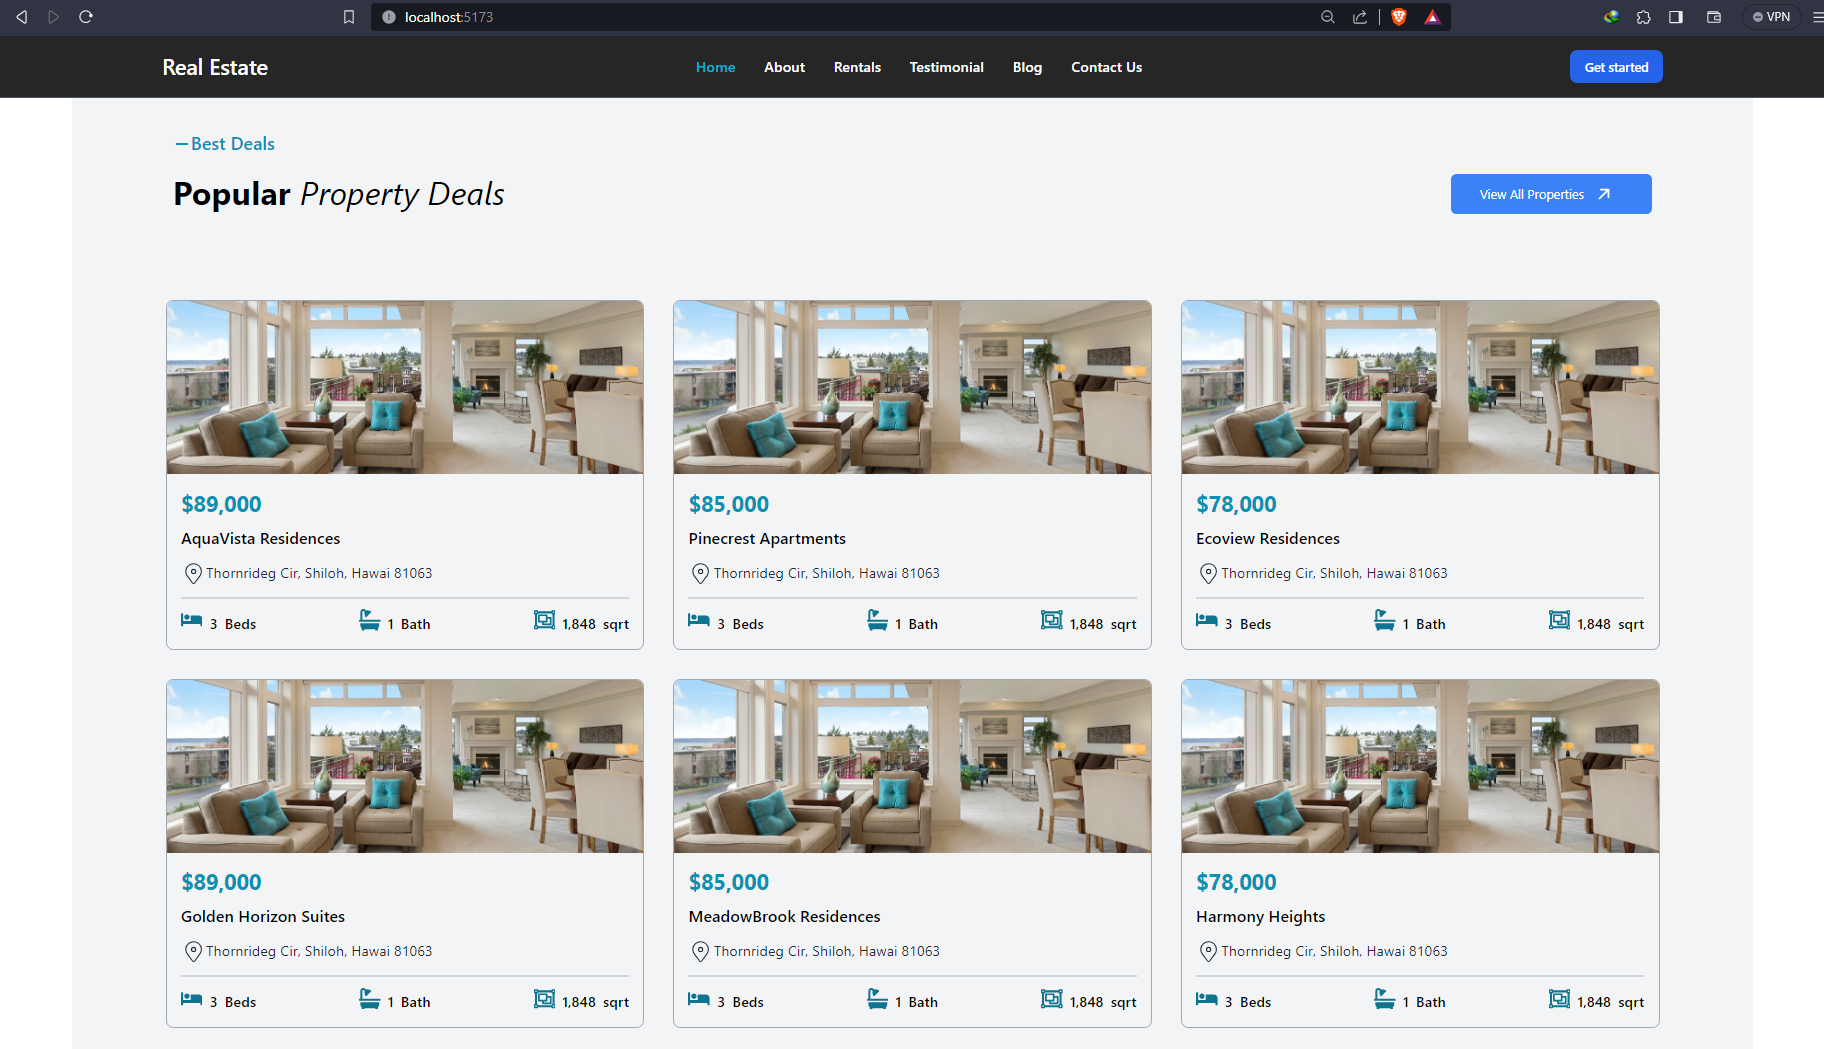 localhost:5173
VPN
Real Estate
Home About Rentals Testimonial Blog Contact Us
Get started
Best Deals
Popular Property Deals
View All Properties
$89,000
AquaVista Residences
Thornrideg Cir, Shiloh, Hawai 81063
3 Beds 1 Bath 1,848 sqrt
$85,000
Pinecrest Apartments
Thornrideg Cir, Shiloh, Hawai 81063
3 Beds 1 Bath 1,848 sqrt
$78,000
Ecoview Residences
Thornrideg Cir, Shiloh, Hawai 81063
3 Beds 1 Bath 1,848 sqrt
$89,000
Golden Horizon Suites
Thornrideg Cir, Shiloh, Hawai 81063
3 Beds 1 Bath 1,848 sqrt
$85,000
MeadowBrook Residences
Thornrideg Cir, Shiloh, Hawai 81063
3 Beds 1 Bath 1,848 sqrt
$78,000
Harmony Heights
Thornrideg Cir, Shiloh, Hawai 81063
3 Beds 1 Bath 1,848 sqrt